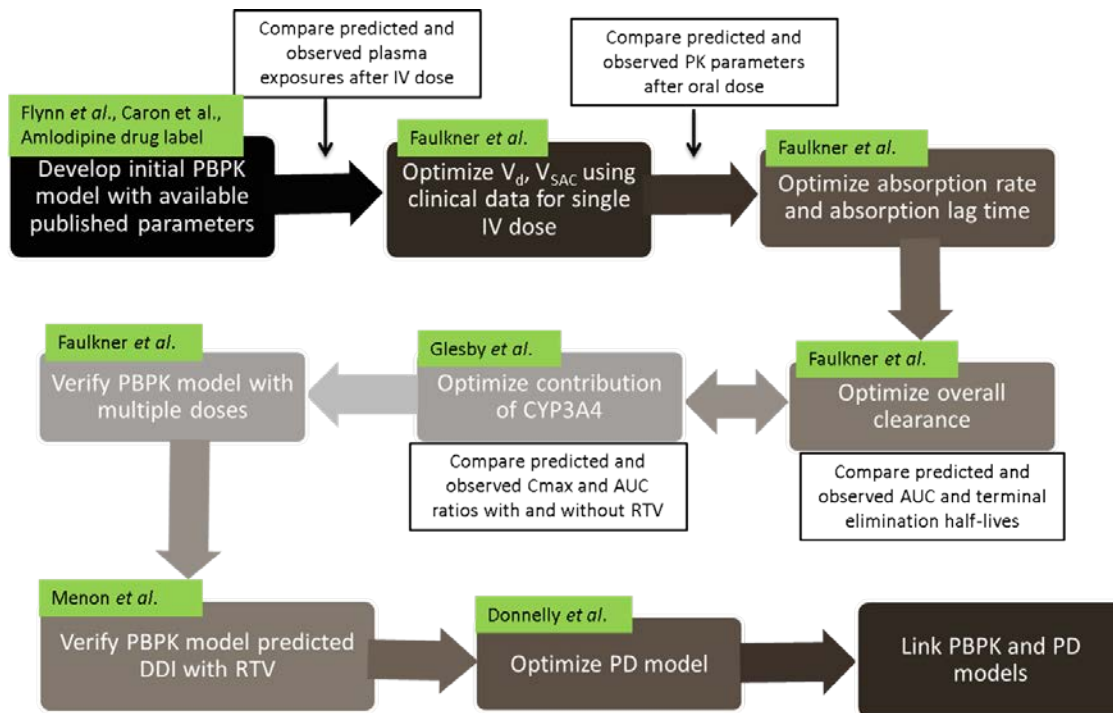 Compare predicted and
observed plasma
exposures after IV dose
Compare predicted and
observed PK parameters
after oral dose
Flynn et al., Caron et al.,
Amlodipine drug label
Develop initial PBPK
model with available
published parameters
Faulkner et al.
Optimize Vd, VSAC using
clinical data for single
IV dose
Faulkner et al.
Optimize absorption rate
and absorption lag time
Faulkner et al.
Verify PBPK model with
multiple doses
Glesby et al.
Optimize contribution
of CYP3A4
Compare predicted and
observed Cmax and AUC
ratios with and without RTV
Faulkner et al.
Optimize overall
clearance
Compare predicted and
observed AUC and terminal
elimination half-lives
Menon et al.
Verify PBPK model predicted
DDI with RTV
Donnelly et al.
Optimize PD model
Link PBPK and PD
models